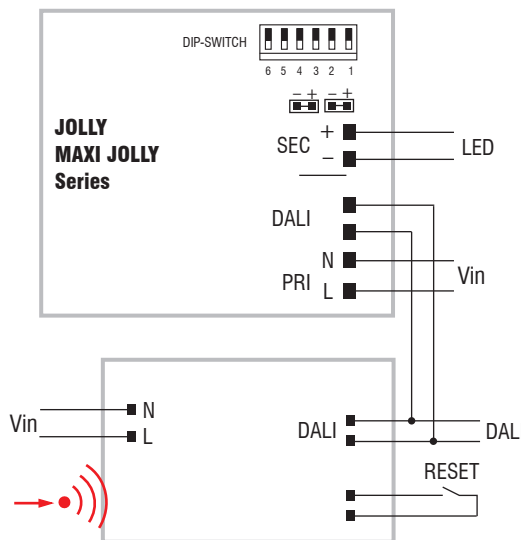 DIP-SWITCH
6 5 4 3 2 1
– + – +
JOLLY
MAXI JOLLY
Series
SEC + –
LED
DALI
PRI N L
Vin
Vin
N
L
DALI
DAL
RESET